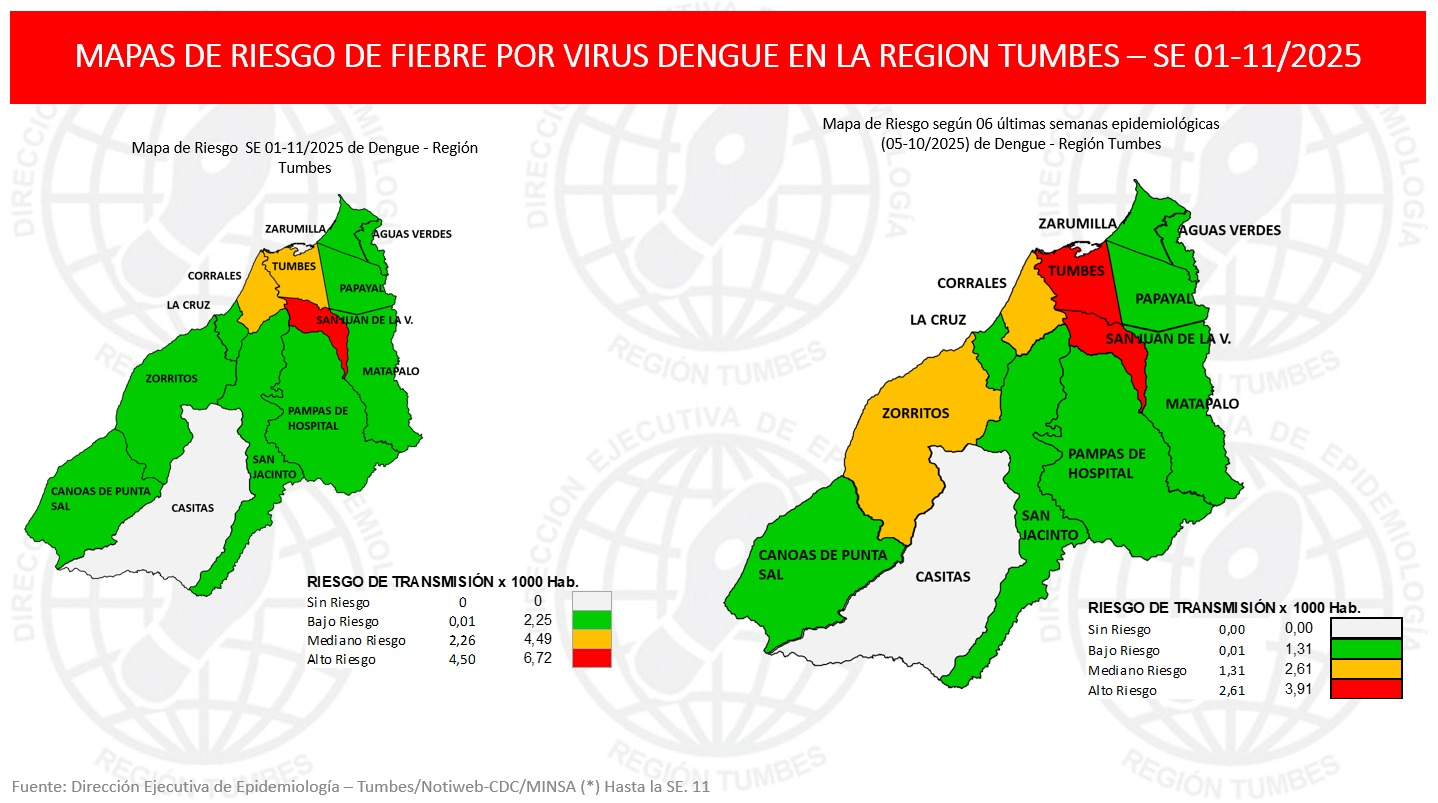 MAPAS DE RIESGO DE FIEBRE POR VIRUS DENGUE EN LA REGION TUMBES – SE 01-11/2025
Mapa de Riesgo SE 01-11/2025 de Dengue - Región
Tumbes
ZARUMILLA
AGUAS VERDES
TUMBES
CORRALES
PAPAYAL
LA CRUZ
SAN JUAN DE LA V.
MATAPALO
ZORRITOS
PAMPAS DE
HOSPITAL
SAN
JACINTO
CANOAS DE PUNTA
SAL
CASITAS
RIESGO DE TRANSMISIÓN x 1000 Hab.
Sin Riesgo 0 0
Bajo Riesgo 0,01 2,25
Mediano Riesgo 2,26 4,49
Alto Riesgo 4,50 6,72
Mapa de Riesgo según 06 últimas semanas epidemiológicas
(05-10/2025) de Dengue - Región Tumbes
ZARUMILLA
AGUAS VERDES
TUMBES
CORRALES
PAPAYAL
LA CRUZ
SAN JUAN DE LA V.
MATAPALO
ZORRITOS
PAMPAS DE
HOSPITAL
SAN
JACINTO
CANOAS DE PUNTA
SAL
CASITAS
RIESGO DE TRANSMISIÓN x 1000 Hab.
Sin Riesgo 0,00 0,00
Bajo Riesgo 0,01 1,31
Mediano Riesgo 1,31 2,61
Alto Riesgo 2,61 3,91
Fuente: Dirección Ejecutiva de Epidemiología – Tumbes/Notiweb-CDC/MINSA (*) Hasta la SE. 11
REGIÓN TUMBES
REGIÓN TUMBES
REGIÓN TUMBES